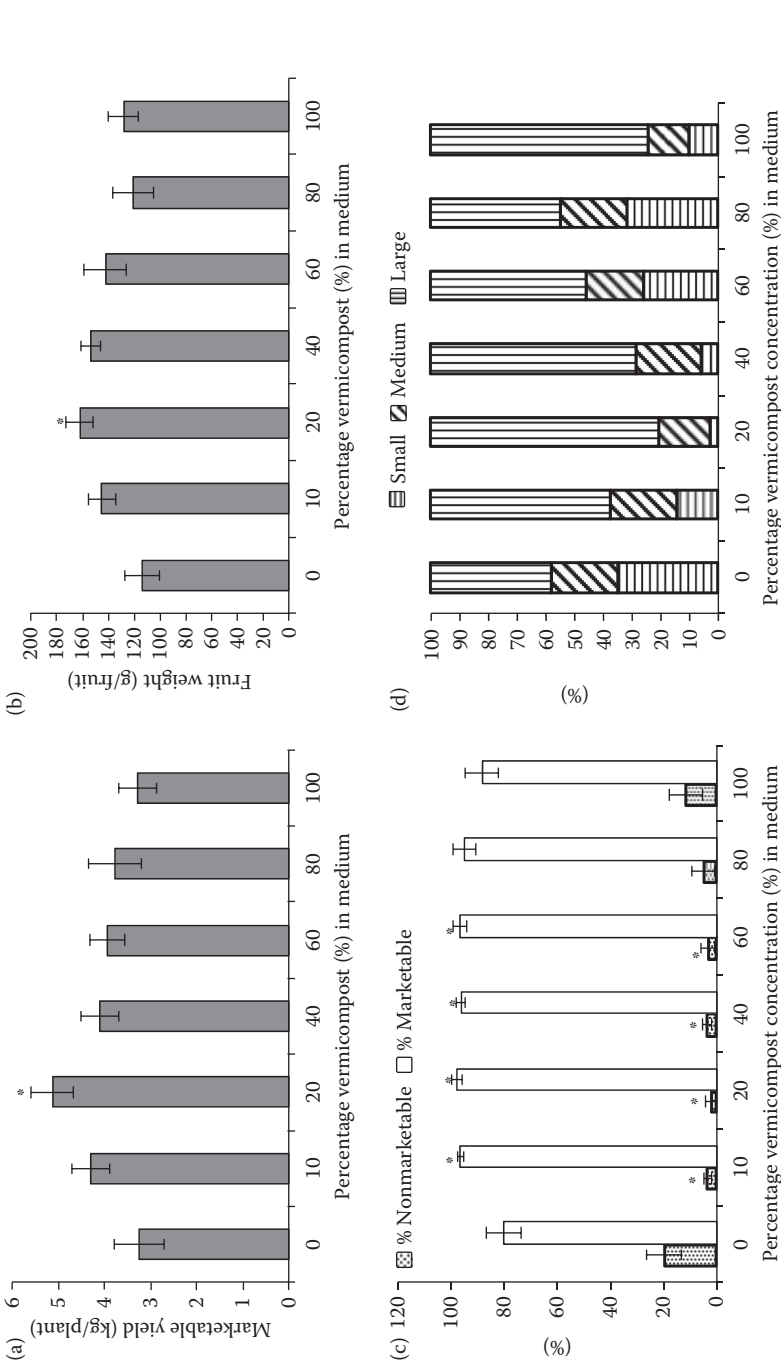 (a)
Marketable yield (kg/plant)
6
5
4
3
2
1
0
0 10 20 40 60 80 100
*
Percentage vermicompost (%) in medium
(b)
Fruit weight (g/fruit)
200
180
160
140
120
100
80
60
40
20
0
0 10 20 40 60 80 100
*
Percentage vermicompost (%) in medium
(c)
% Nonmarketable % Marketable
(%)
120
100
80
60
40
20
0
* * * *
* * * *
0 10 20 40 60 80 100
Percentage vermicompost concentration (%) in medium
(d)
Small Medium Large
(%)
100
90
80
70
60
50
40
30
20
10
0
0 10 20 40 60 80 100
Percentage vermicompost concentration (%) in medium